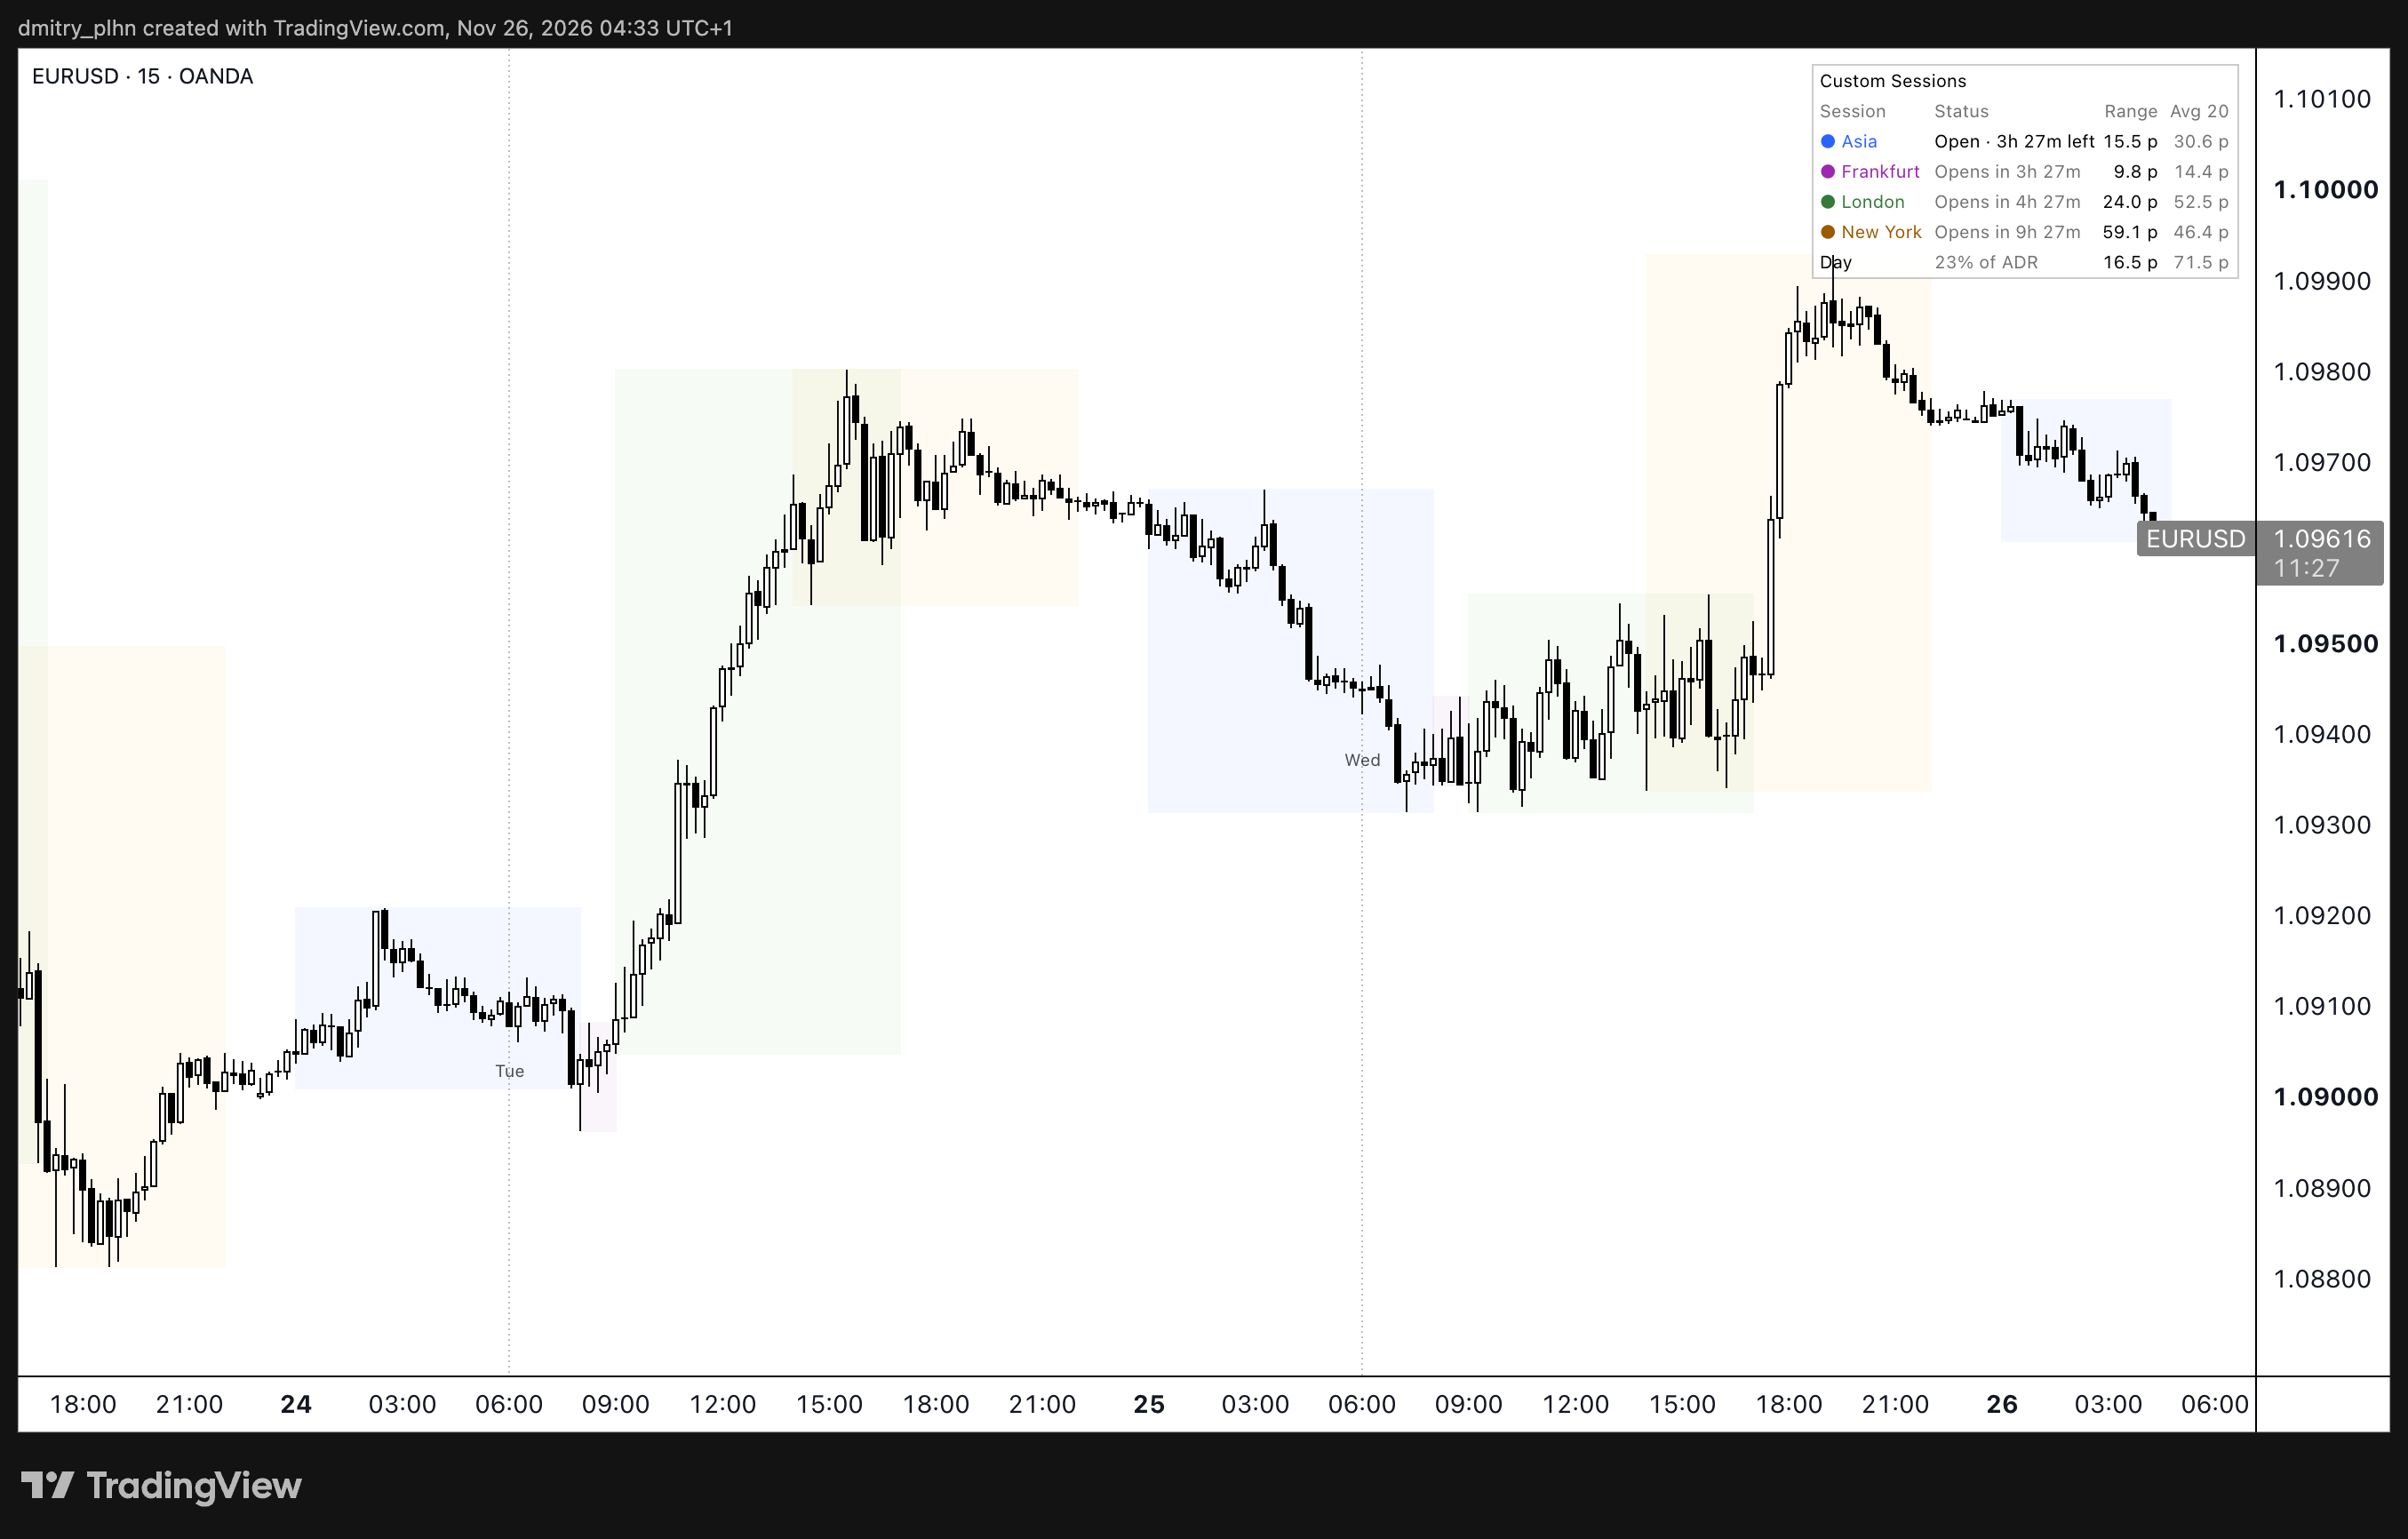 dmitry_plhn created with TradingView.com, Nov 26, 2026 04:33 UTC+1
EURUSD · 15 · OANDA
Custom Sessions
Session Status Range Avg 20
Asia Open · 3h 27m left 15.5 p 30.6 p
Frankfurt Opens in 3h 27m 9.8 p 14.4 p
London Opens in 4h 27m 24.0 p 52.5 p
New York Opens in 9h 27m 59.1 p 46.4 p
Day 23% of ADR 16.5 p 71.5 p
1.10100
1.10000
1.09900
1.09800
1.09700
EURUSD 1.09616
11:27
1.09500
1.09400
1.09300
1.09200
1.09100
1.09000
1.08900
1.08800
Wed
Tue
18:00 21:00 24 03:00 06:00 09:00 12:00 15:00 18:00 21:00 25 03:00 06:00 09:00 12:00 15:00 18:00 21:00 26 03:00 06:00
TradingView